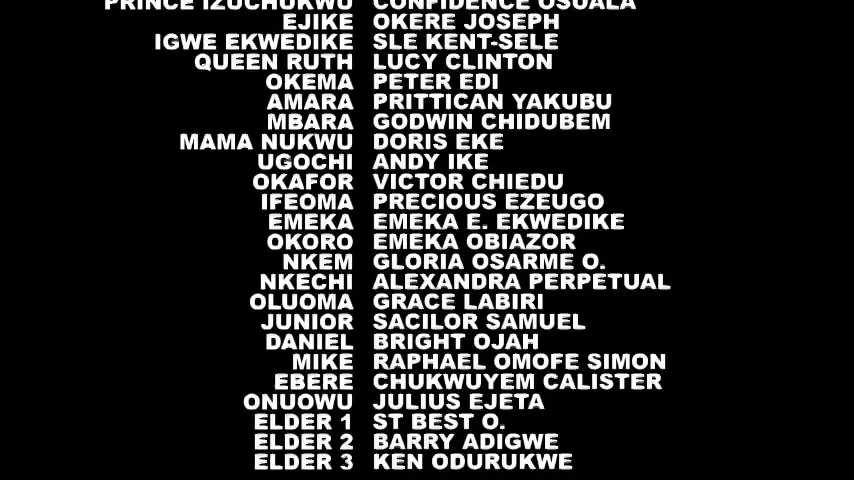 PRINCE IZUCHUKWU CONFIDENCE OSUALA
EJIKE OKERE JOSEPH
IGWE EKWEDIKE SLE KENT-SELE
QUEEN RUTH LUCY CLINTON
OKEMA PETER EDI
AMARA PRITTICAN YAKUBU
MBARA GODWIN CHIDUBEM
MAMA NUKWU DORIS EKE
UGOCHI ANDY IKE
OKAFOR VICTOR CHIEDU
IFEOMA PRECIOUS EZEUGO
EMEKA EMEKA E. EKWEDIKE
OKORO EMEKA OBIAZOR
NKEM GLORIA OSARME O.
NKECHI ALEXANDRA PERPETUAL
OLUOMA GRACE LABIRI
JUNIOR SACILOR SAMUEL
DANIEL BRIGHT OJAH
MIKE RAPHAEL OMOFE SIMON
EBERE CHUKWUYEM CALISTER
ONUOWU JULIUS EJETA
ELDER 1 ST BEST O.
ELDER 2 BARRY ADIGWE
ELDER 3 KEN ODURUKWE